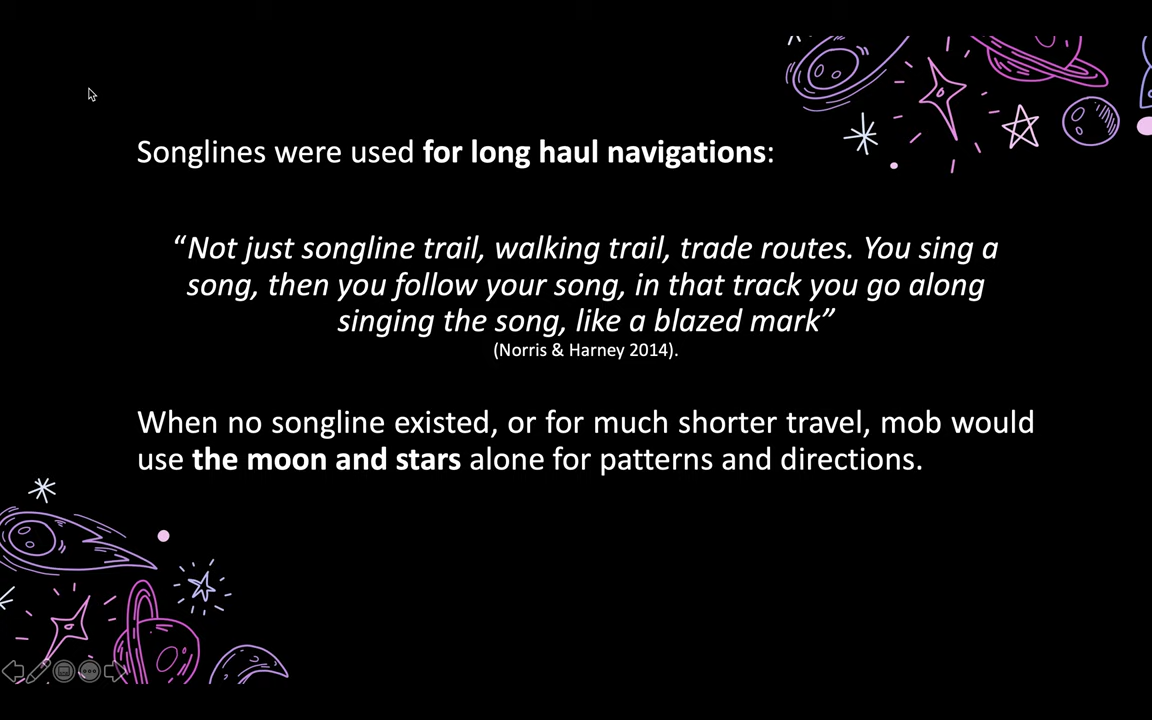 Songlines were used for long haul navigations:
“Not just songline trail, walking trail, trade routes. You sing a
song, then you follow your song, in that track you go along
singing the song, like a blazed mark”
(Norris & Harney 2014).
When no songline existed, or for much shorter travel, mob would
use the moon and stars alone for patterns and directions.